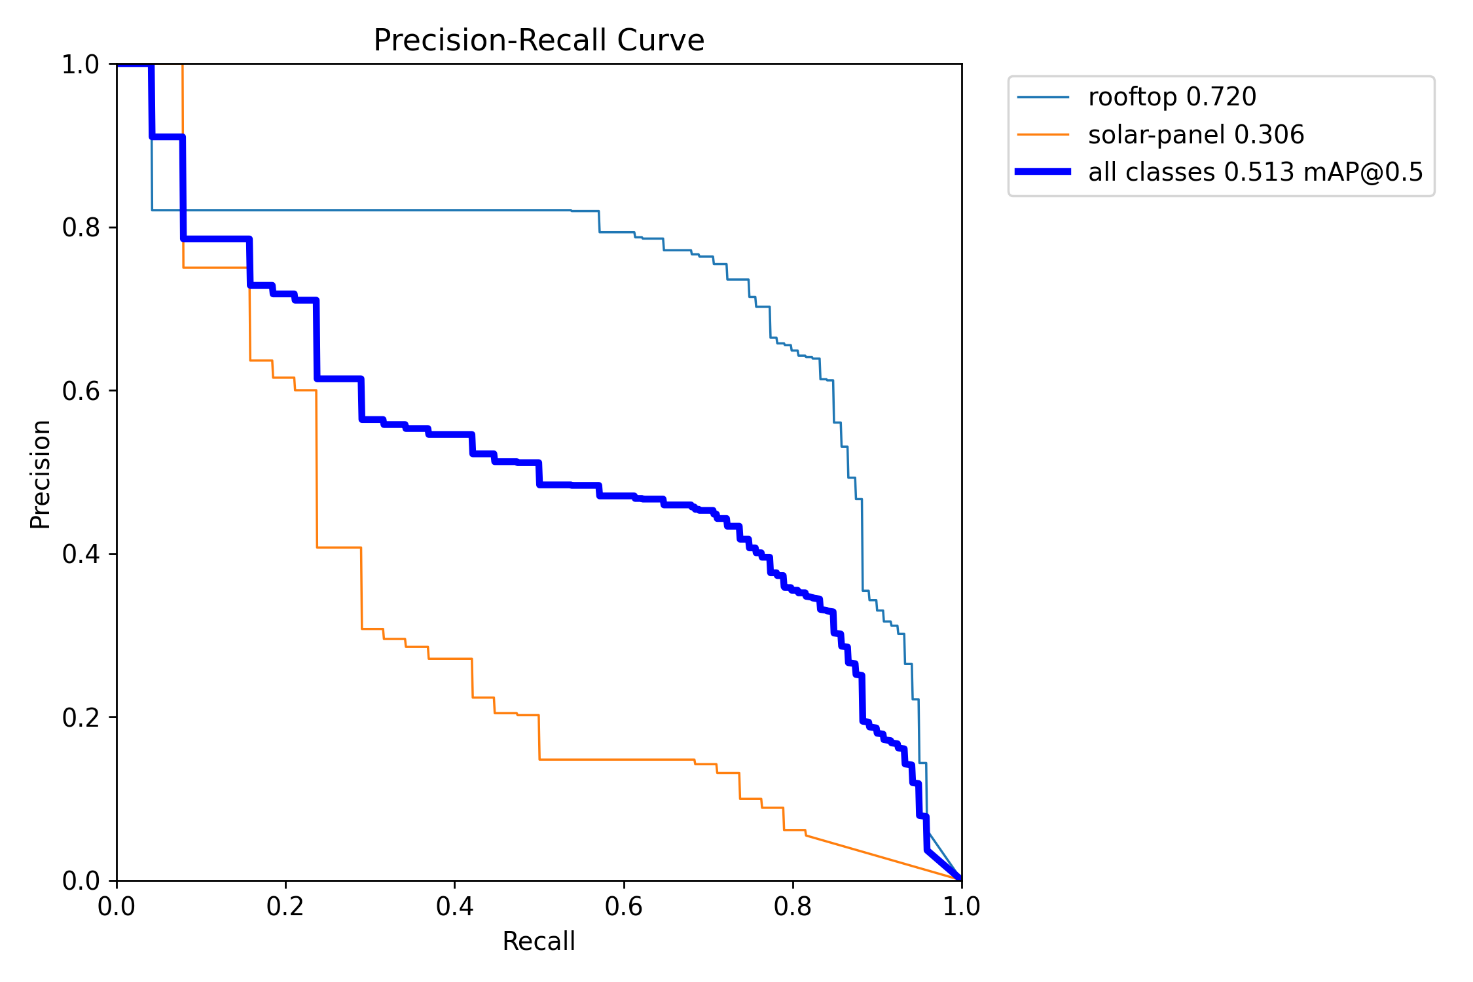 Precision-Recall Curve
rooftop 0.720
solar-panel 0.306
all classes 0.513 mAP@0.5
1.0
0.8
0.6
0.4
0.2
0.0
Precision
0.0 0.2 0.4 0.6 0.8 1.0
Recall